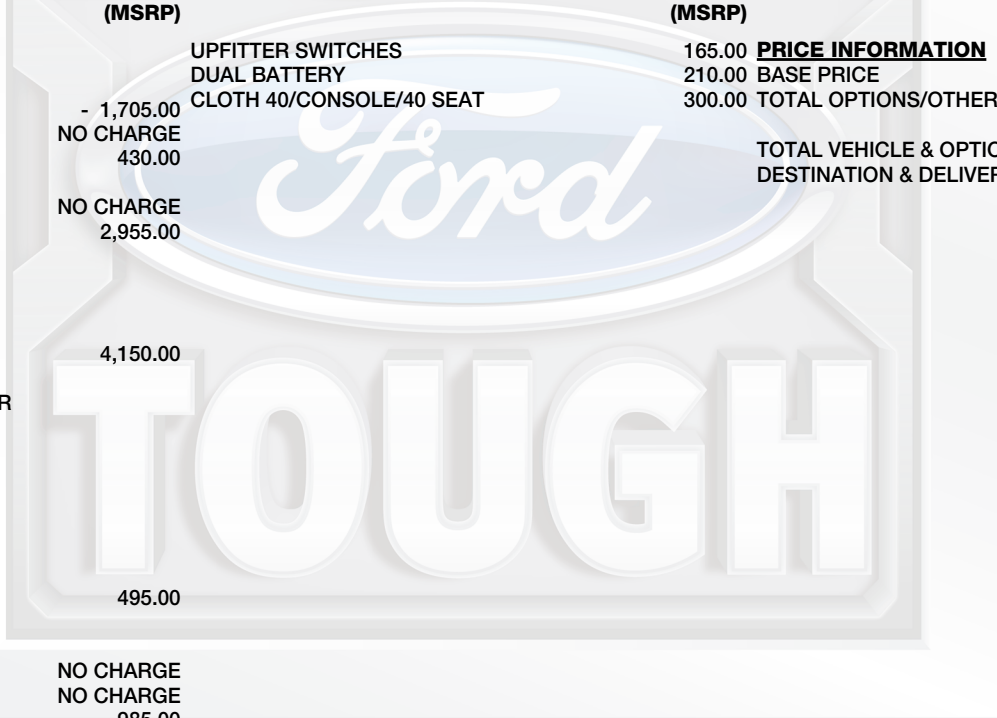 (MSRP)
(MSRP)
UPFITTER SWITCHES 165.00 PRICE INFORMATION
DUAL BATTERY 210.00 BASE PRICE
- 1,705.00 CLOTH 40/CONSOLE/40 SEAT 300.00 TOTAL OPTIONS/OTHER
NO CHARGE
430.00
TOTAL VEHICLE & OPTIO
DESTINATION & DELIVER
NO CHARGE
2,955.00
4,150.00
R
495.00
NO CHARGE
NO CHARGE
985.00
Ford
TOUGH